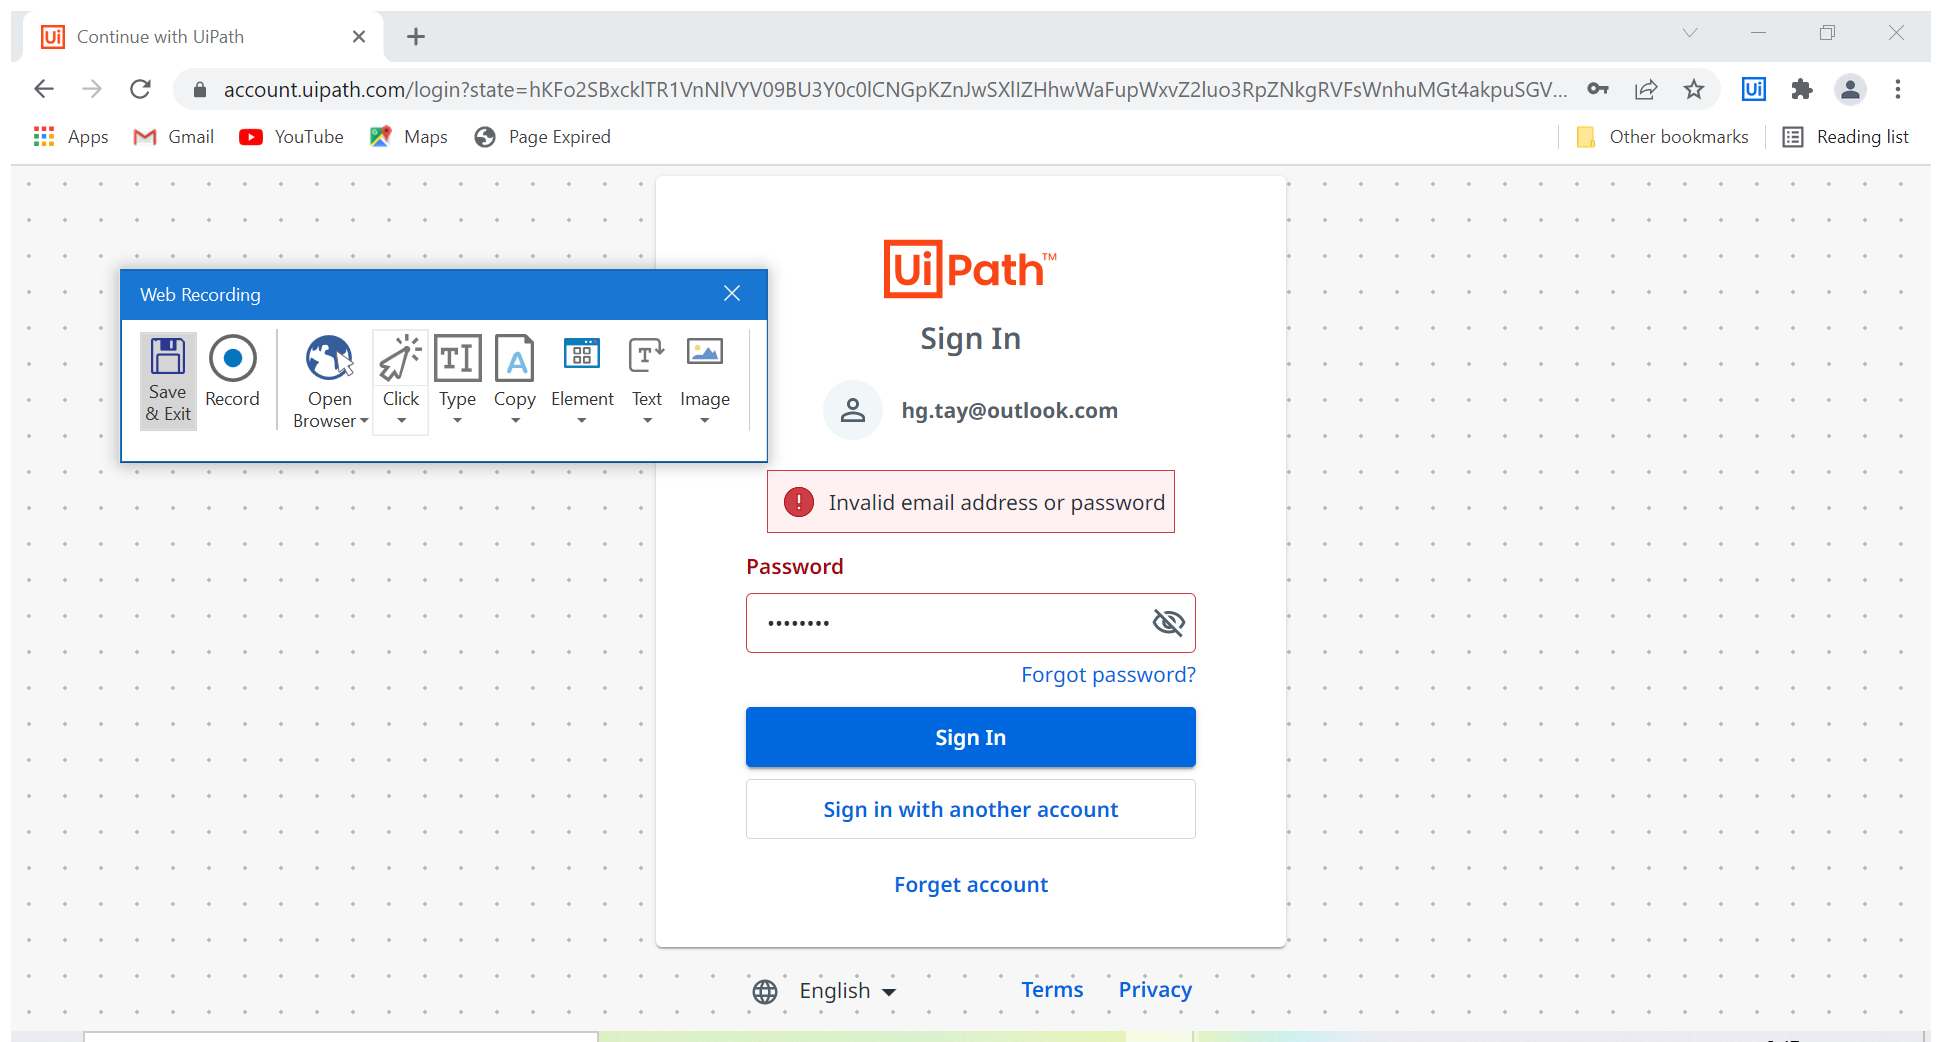 Ui Continue with UiPath
account.uipath.com/login?state=hKFo2SBxcklTR1VnNlVYV09BU3Y0c0lCNGpKZnJwSXlIZHhwWaFupWxvZ2luo3RpZNkgRVFsWnhuMGt4akpuSGV... Ui
Apps Gmail YouTube Maps Page Expired Other bookmarks Reading list
UiPath™
Web Recording
Save & Exit Record Open Browser Click Type Copy Element Text Image
Sign In
hg.tay@outlook.com
Invalid email address or password
Password
••••••••
Forgot password?
Sign In
Sign in with another account
Forget account
English Terms Privacy